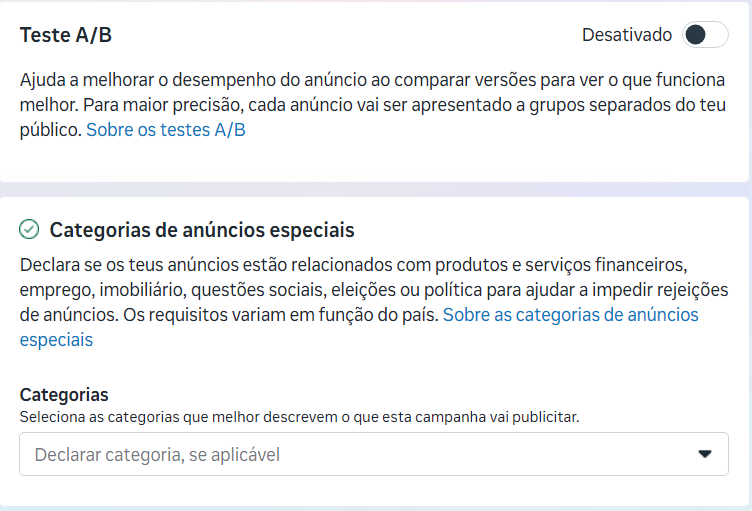 Teste A/B
Desativado
Ajuda a melhorar o desempenho do anúncio ao comparar versões para ver o que funciona
melhor. Para maior precisão, cada anúncio vai ser apresentado a grupos separados do teu
público. Sobre os testes A/B
Categorias de anúncios especiais
Declara se os teus anúncios estão relacionados com produtos e serviços financeiros,
emprego, imobiliário, questões sociais, eleições ou política para ajudar a impedir rejeições
de anúncios. Os requisitos variam em função do país. Sobre as categorias de anúncios
especiais
Categorias
Seleciona as categorias que melhor descrevem o que esta campanha vai publicitar.
Declarar categoria, se aplicável